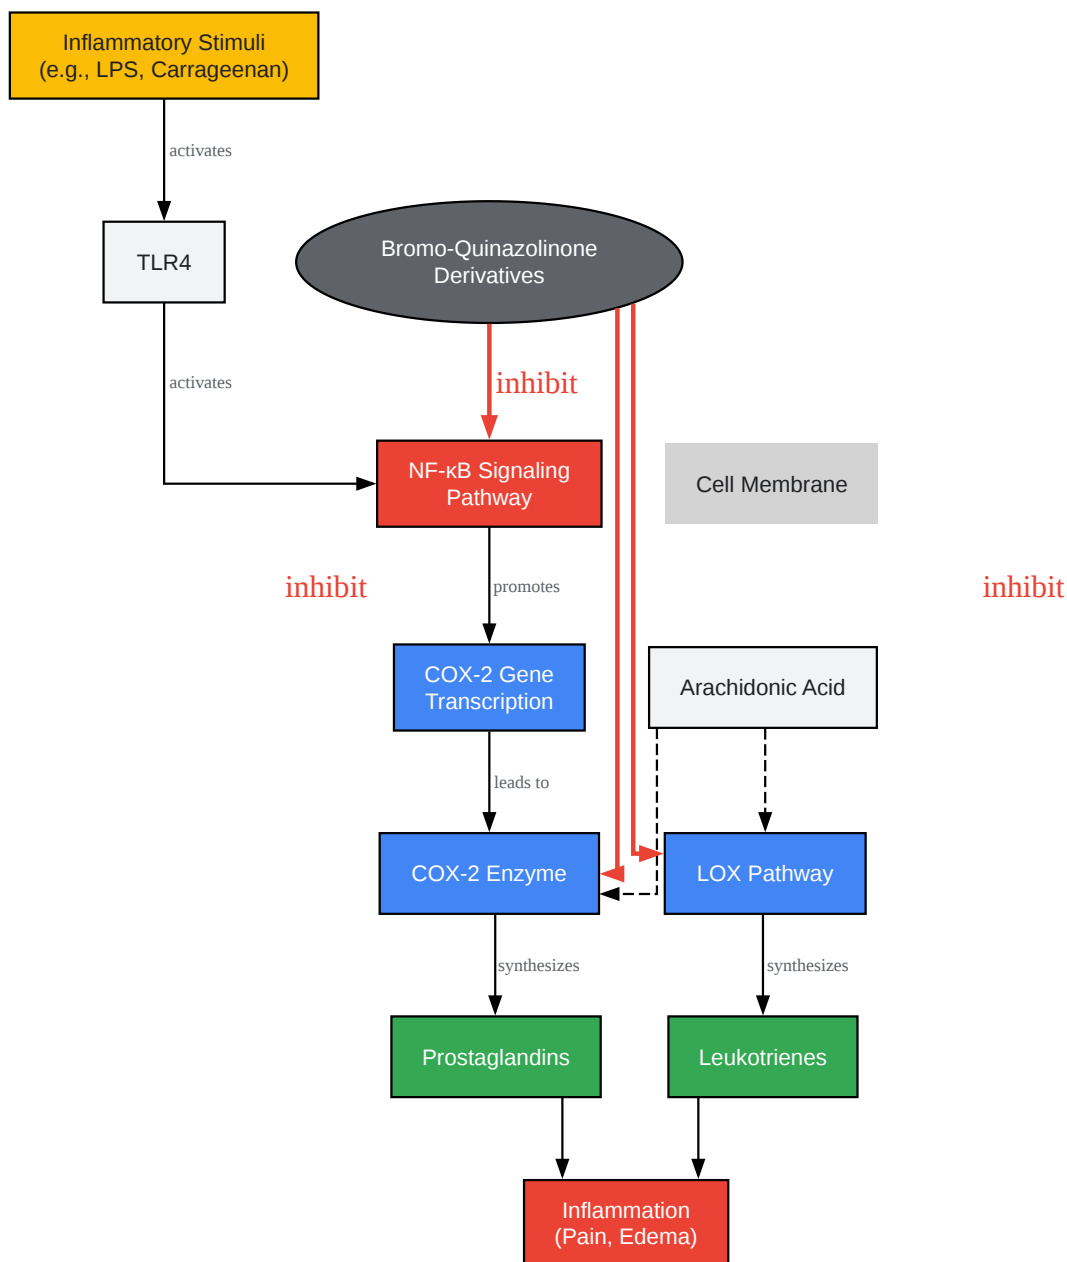 Inflammatory Stimuli
(e.g., LPS, Carrageenan)
activates
TLR4
Bromo-Quinazolinone
Derivatives
activates
inhibit
NF-κB Signaling
Pathway
Cell Membrane
inhibit
promotes
inhibit
COX-2 Gene
Transcription
Arachidonic Acid
leads to
COX-2 Enzyme
LOX Pathway
synthesizes
synthesizes
Prostaglandins
Leukotrienes
Inflammation
(Pain, Edema)